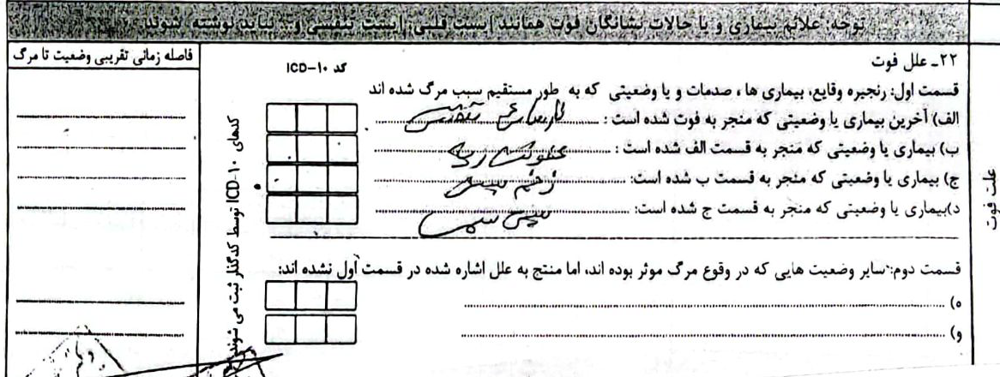 توجه: علائم بیماری و یا حالات نشانگان فوت همانند ایست قلبی، ایست تنفسی و... نباید نوشته شوند.
۲۲ـ علل فوت
فاصله زمانی تقریبی وضعیت تا مرگ
کد ICD-۱۰
قسمت اول: زنجیره وقایع، بیماری ها ، صدمات و یا وضعیتی که به طور مستقیم سبب مرگ شده اند
الف) آخرین بیماری یا وضعیتی که منجر به فوت شده است : نارسایی تنفسی
ب) بیماری یا وضعیتی که منجر به قسمت الف شده است : عفونت ریه
ج) بیماری یا وضعیتی که منجر به قسمت ب شده است: زخم بستر
د)بیماری یا وضعیتی که منجر به قسمت ج شده است:
قسمت دوم: سایر وضعیت هایی که در وقوع مرگ موثر بوده اند، اما منتج به علل اشاره شده در قسمت اول نشده اند:
ه)
و)
کدهای ICD-۱۰ توسط کدگذار ثبت می شوند
علت فوت